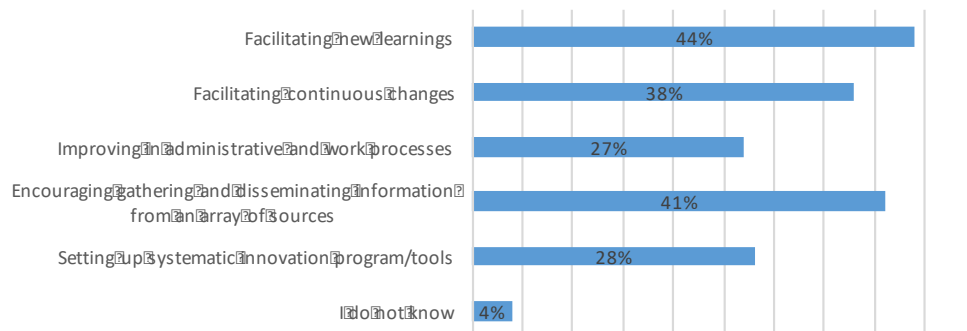 Facilitating new learnings
44%
Facilitating continuous changes
38%
Improving in administrative and work processes
27%
Encouraging gathering and disseminating information
from an array of sources
41%
Setting up systematic innovation program/tools
28%
I do not know
4%